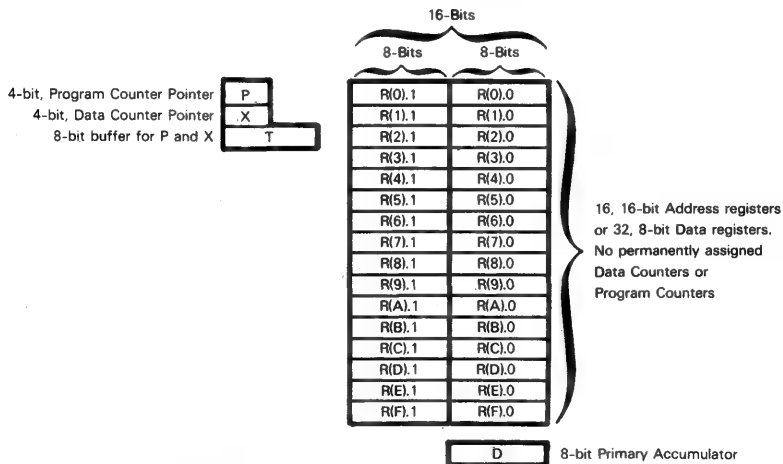 16-Bits
8-Bits 8-Bits
4-bit, Program Counter Pointer P
4-bit, Data Counter Pointer X
8-bit buffer for P and X T
R(0).1 R(0).0
R(1).1 R(1).0
R(2).1 R(2).0
R(3).1 R(3).0
R(4).1 R(4).0
R(5).1 R(5).0
R(6).1 R(6).0
R(7).1 R(7).0
R(8).1 R(8).0
R(9).1 R(9).0
R(A).1 R(A).0
R(B).1 R(B).0
R(C).1 R(C).0
R(D).1 R(D).0
R(E).1 R(E).0
R(F).1 R(F).0
16, 16-bit Address registers
or 32, 8-bit Data registers.
No permanently assigned
Data Counters or
Program Counters
D 8-bit Primary Accumulator